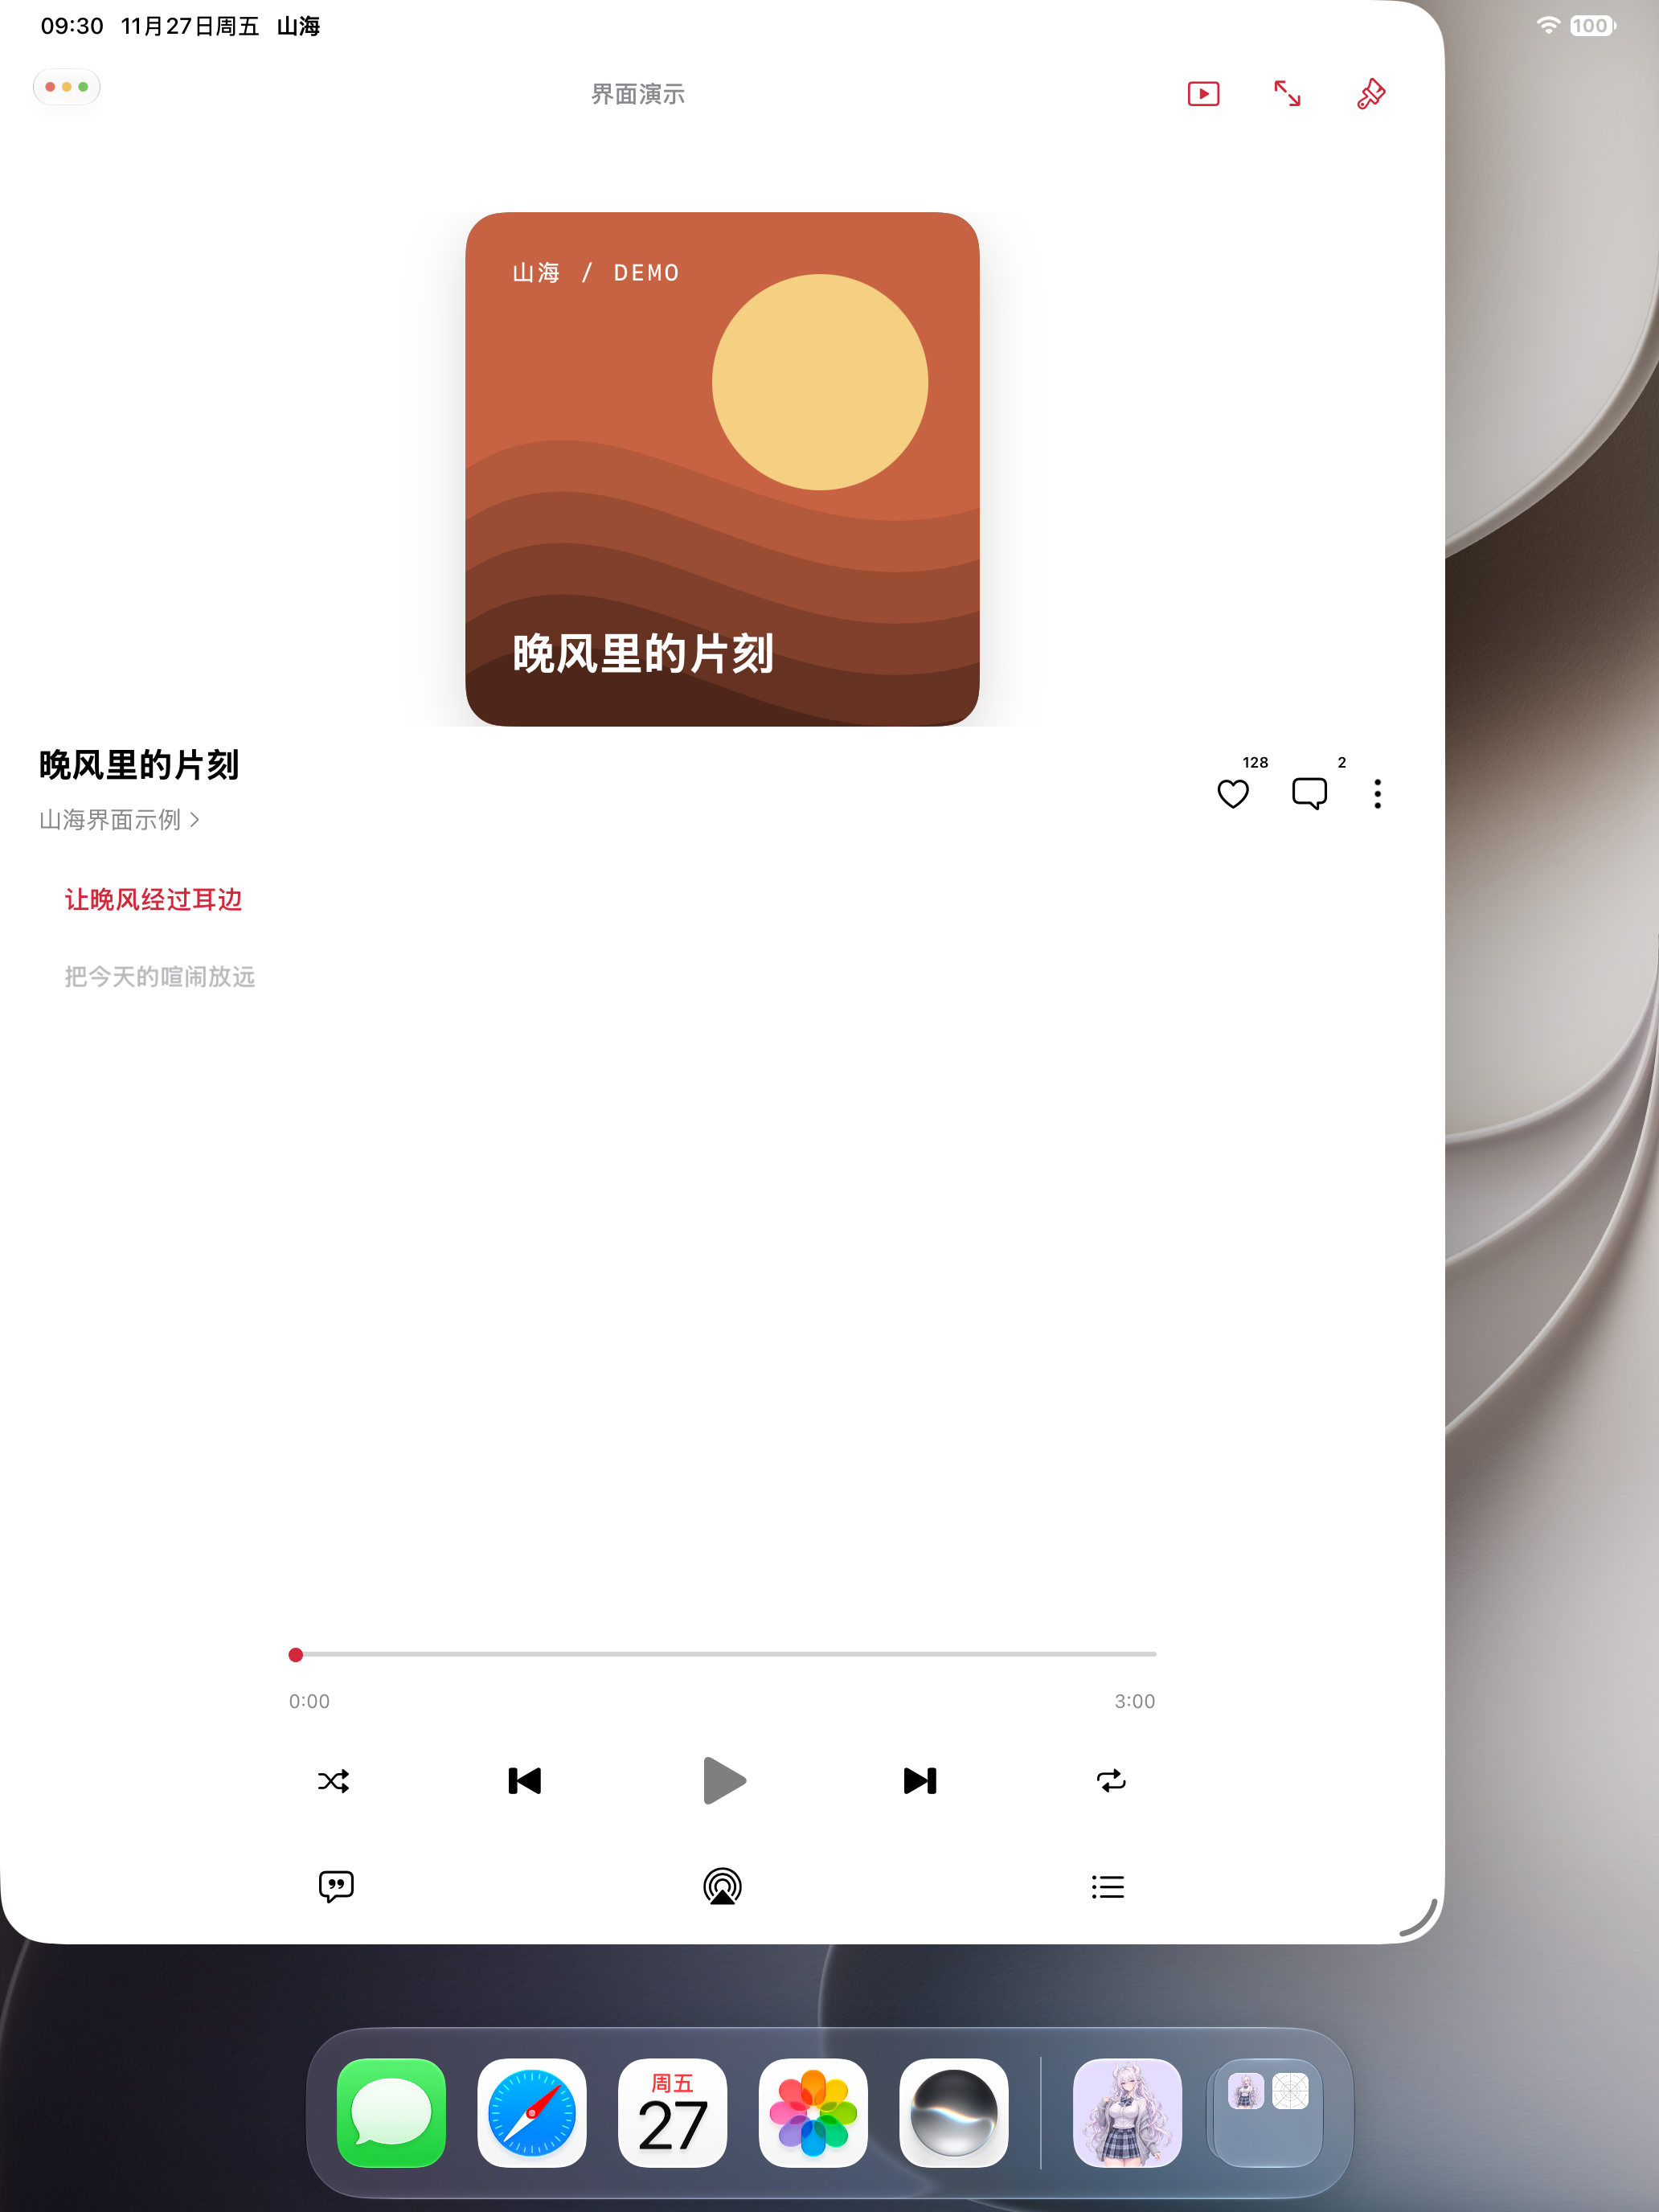 09:30 11月27日周五 山海
100
界面演示
山海 / DEMO
晚风里的片刻
晚风里的片刻
128
2
山海界面示例
让晚风经过耳边
把今天的喧闹放远
0:00
3:00
周五
27